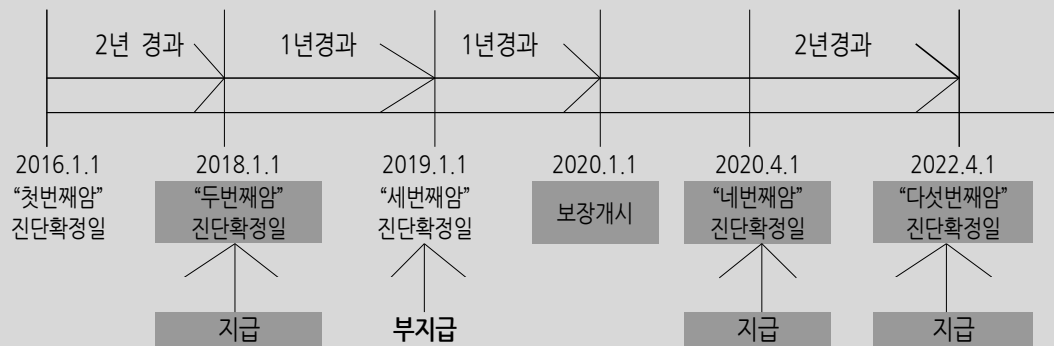 2년 경과 1년경과 1년경과 2년경과
2016.1.1 2018.1.1 2019.1.1 2020.1.1 2020.4.1 2022.4.1
“첫번째암” “두번째암” “세번째암” 보장개시 “네번째암” “다섯번째암”
진단확정일 진단확정일 진단확정일 진단확정일 진단확정일
지급 부지급 지급 지급